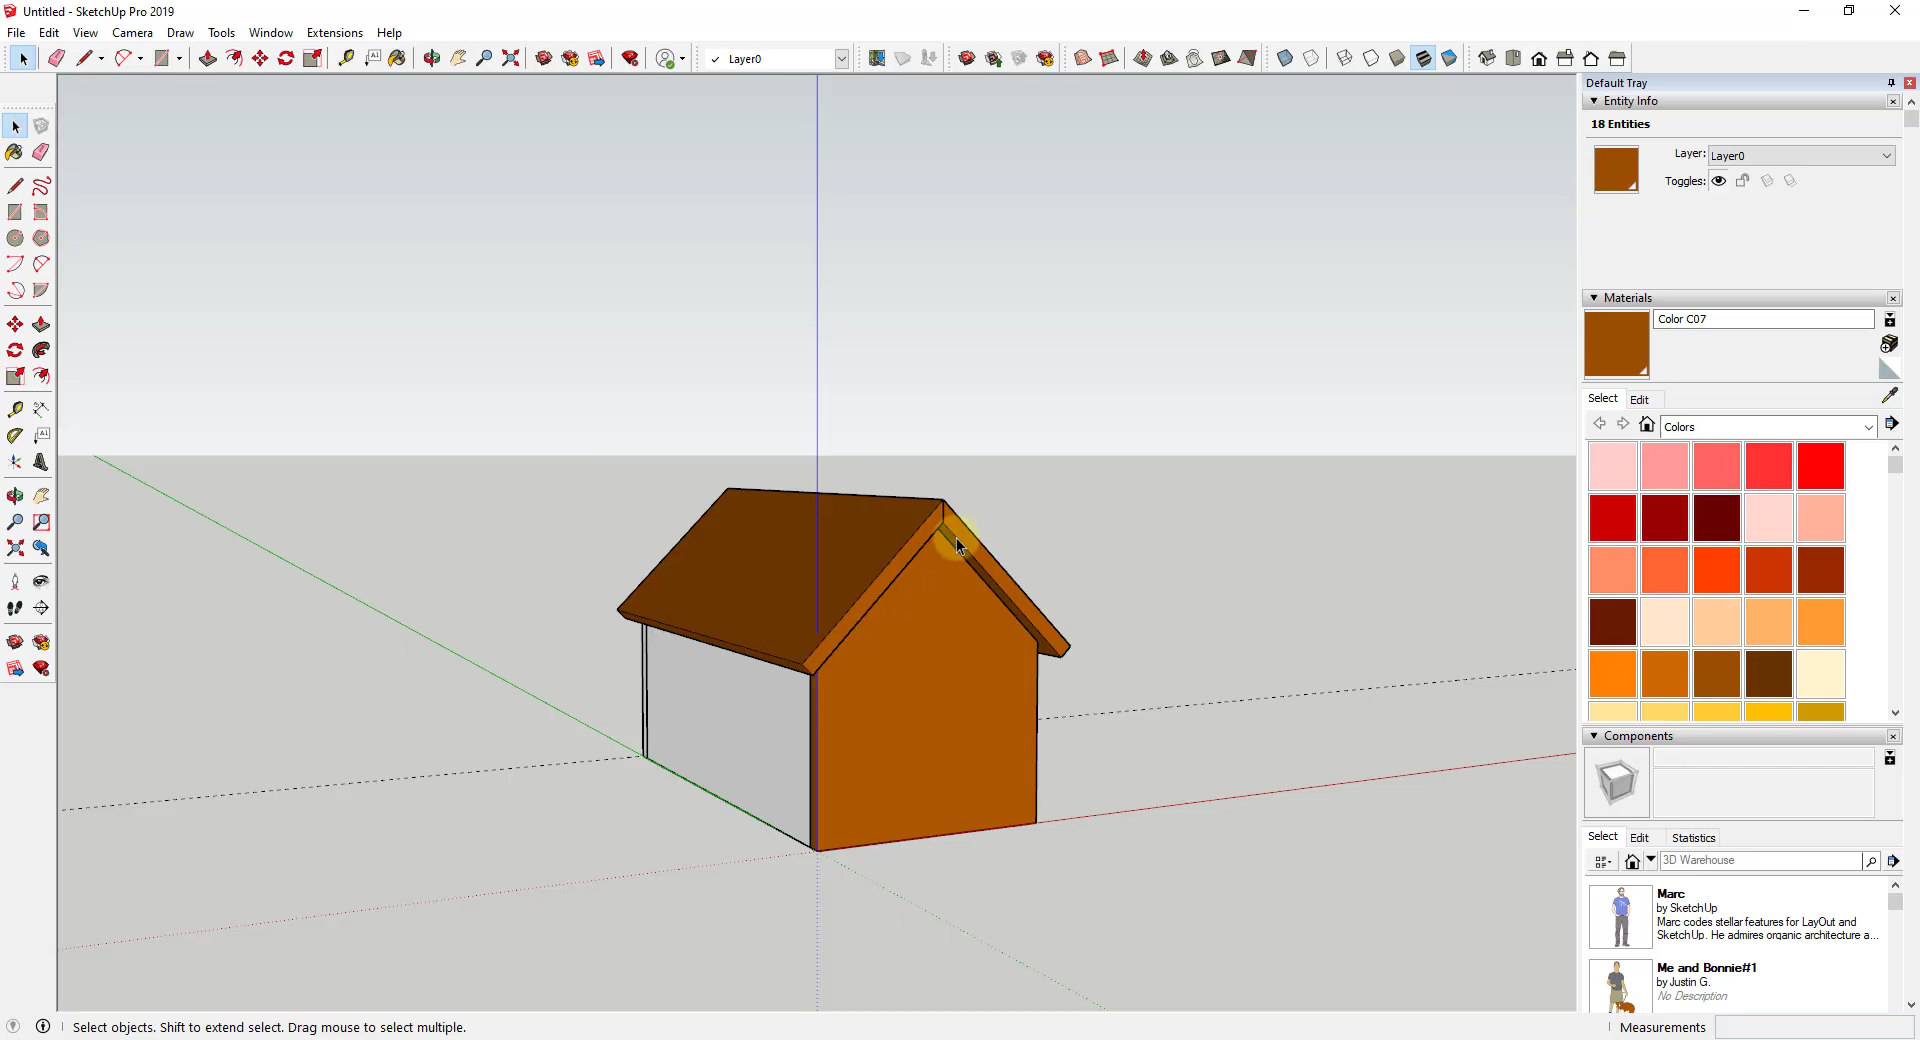 Untitled - SketchUp Pro 2019
File Edit View Camera Draw Tools Window Extensions Help
A1
✓ Layer0
Default Tray
Entity Info
18 Entities
Layer: Layer0
Toggles:
Materials
Color C07
Select Edit
Colors
A1
Components
Select Edit Statistics
3D Warehouse
Marc
by SketchUp
Marc codes stellar features for LayOut and
SketchUp. He admires organic architecture a...
Me and Bonnie#1
by Justin G.
No Description
Select objects. Shift to extend select. Drag mouse to select multiple.
Measurements